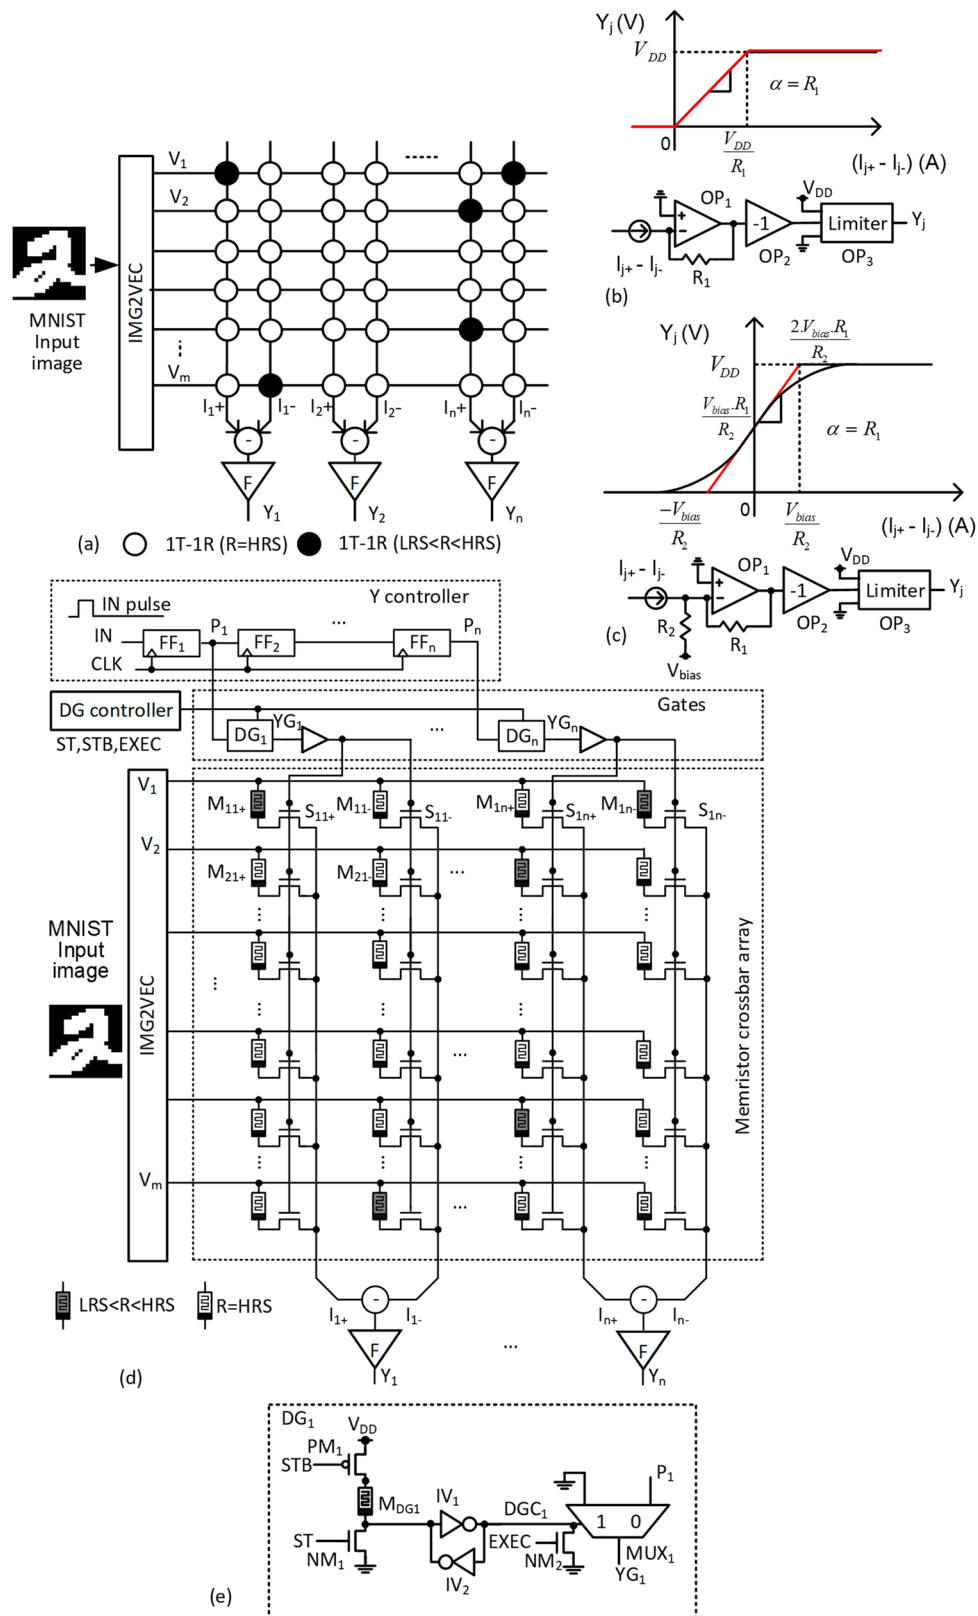 Yj (V)
VDD
α = R1
0
VDD
R1
(Ij+ - Ij-) (A)
V1
V2
......
IMG2VEC
MNIST
Input
image
Vm
I1+ I1- I2+ I2- In+ In-
- - -
F F F
Y1 Y2 Yn
(a) 1T-1R (R=HRS) 1T-1R (LRS<R<HRS)
OP1
VDD
+
-
-1
Limiter
Yj
Ij+ - Ij-
R1
OP2
OP3
(b)
Yj (V)
2.Vbias.R1
R2
VDD
Vbias.R1
R2
α = R1
0
-Vbias
R2
Vbias
R2
(Ij+ - Ij-) (A)
Ij+ - Ij-
OP1
VDD
+
-
-1
Limiter
Yj
R2
R1
OP2
OP3
Vbias
(c)
IN pulse
Y controller
IN
FF1
P1
FF2
...
FFn
Pn
CLK
DG controller
ST,STB,EXEC
Gates
DG1
YG1
...
DGn
YGn
V1
M11+ S11+ M11- S11- M1n+ S1n+ M1n- S1n-
V2
M21+ M21- ...
MNIST
Input
image
IMG2VEC
Memristor crossbar array
...
Vm
...
LRS<R<HRS
R=HRS
I1+ - I1-
In+ - In-
F ... F
Y1 Yn
(d)
DG1
VDD
PM1
STB
MDG1
IV1
DGC1
P1
1 0
ST
NM1
EXEC
NM2
MUX1
IV2
YG1
(e)